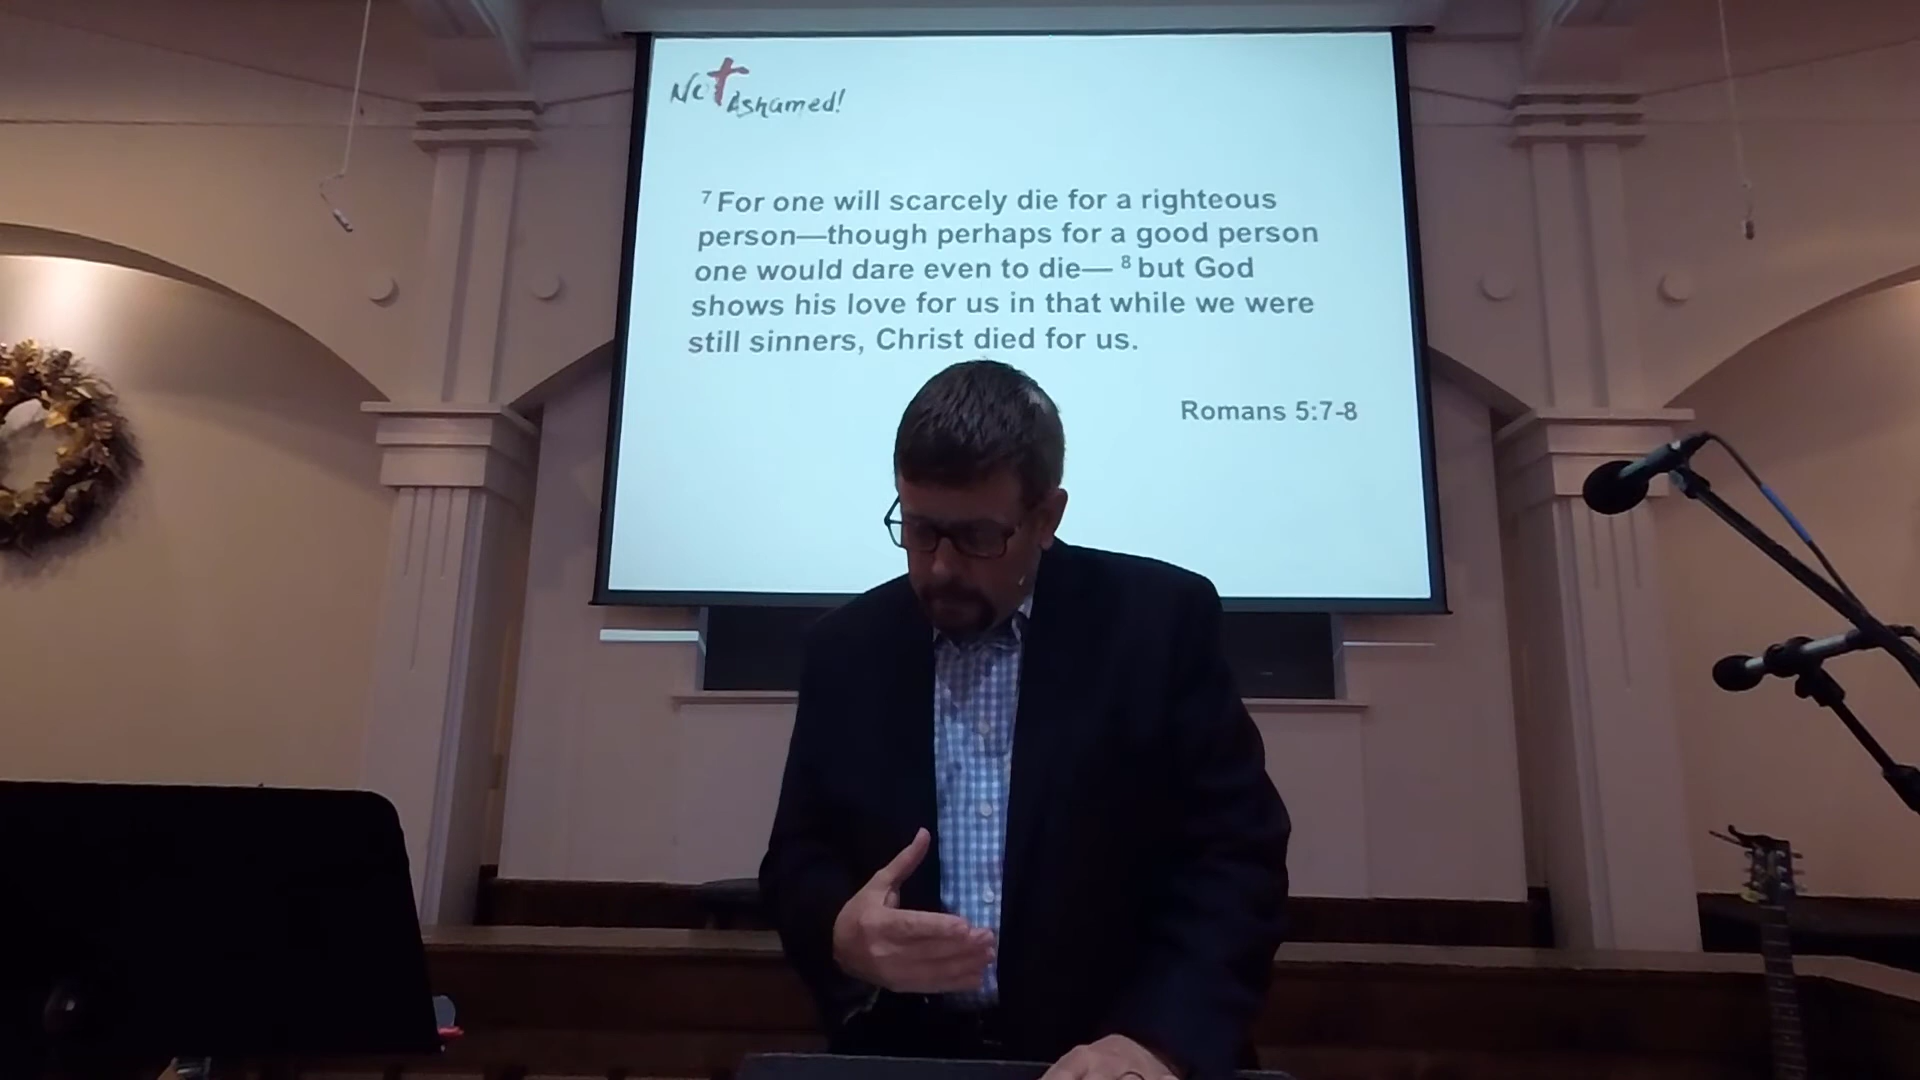 Not Ashamed!
⁷ For one will scarcely die for a righteous
person—though perhaps for a good person
one would dare even to die— ⁸ but God
shows his love for us in that while we were
still sinners, Christ died for us.
Romans 5:7-8